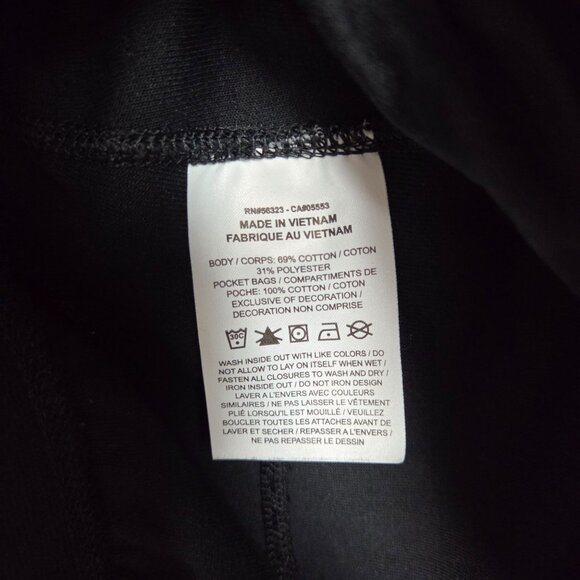 RN#56323 - CA#05553
MADE IN VIETNAM
FABRIQUE AU VIETNAM
BODY / CORPS: 69% COTTON / COTON
31% POLYESTER
POCKET BAGS / COMPARTIMENTS DE
POCHE: 100% COTTON / COTON
EXCLUSIVE OF DECORATION /
DECORATION NON COMPRISE
30C
WASH INSIDE OUT WITH LIKE COLORS / DO
NOT ALLOW TO LAY ON ITSELF WHEN WET /
FASTEN ALL CLOSURES TO WASH AND DRY /
IRON INSIDE OUT / DO NOT IRON DESIGN
LAVER A L'ENVERS AVEC COULEURS
SIMILAIRES / NE PAS LAISSER LE VÊTEMENT
PLIÉ LORSQU'IL EST MOUILLÉ / VEUILLEZ
BOUCLER TOUTES LES ATTACHES AVANT DE
LAVER ET SECHER / REPASSER A L'ENVERS /
NE PAS REPASSER LE DESSIN